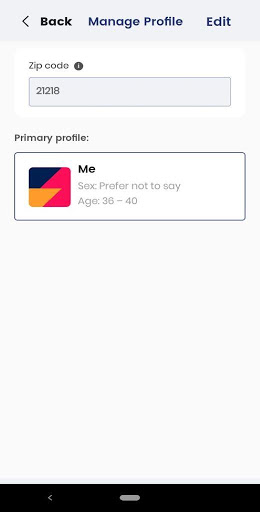 Back Manage Profile Edit
Zip code
21218
Primary profile:
Me
Sex: Prefer not to say
Age: 36 – 40